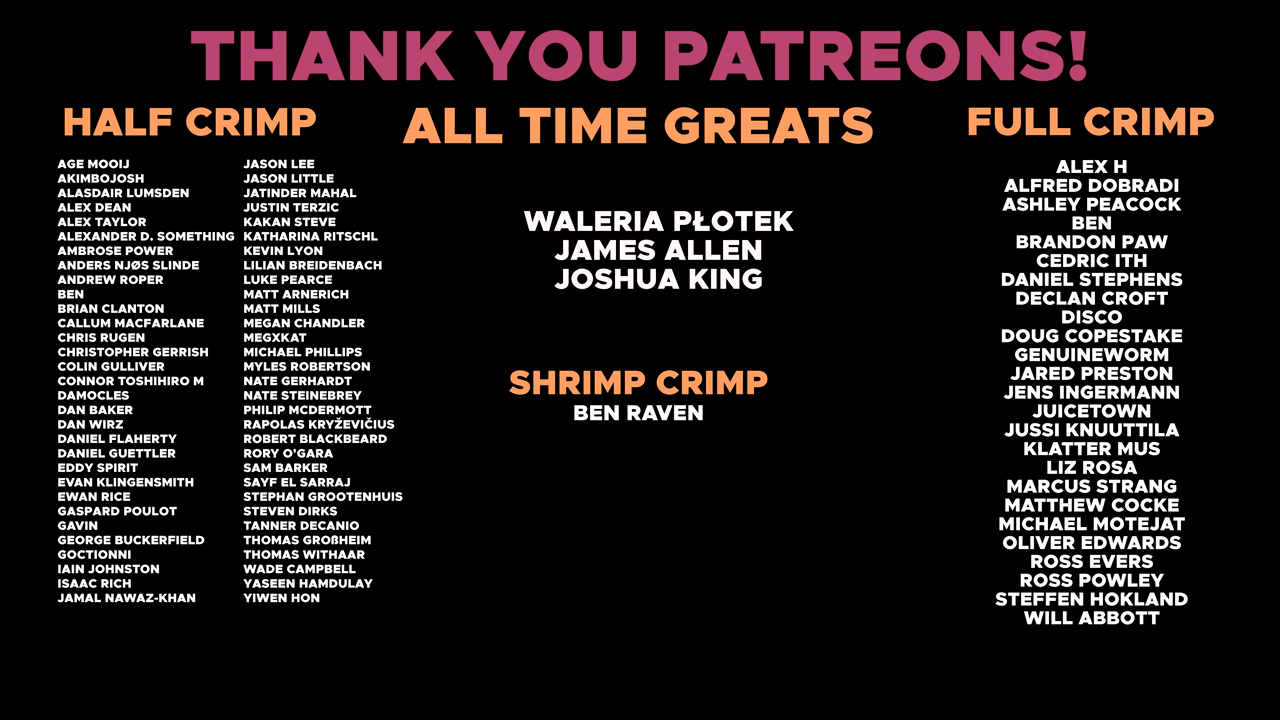 THANK YOU PATREONS!
HALF CRIMP
AGE MOOIJ
AKIMBOJOSH
ALASDAIR LUMSDEN
ALEX DEAN
ALEX TAYLOR
ALEXANDER D. SOMETHING
AMBROSE POWER
ANDERS NJØS SLINDE
ANDREW ROPER
BEN
BRIAN CLANTON
CALLUM MACFARLANE
CHRIS RUGEN
CHRISTOPHER GERRISH
COLIN GULLIVER
CONNOR TOSHIHIRO M
DAMOCLES
DAN BAKER
DAN WIRZ
DANIEL FLAHERTY
DANIEL GUETTLER
EDDY SPIRIT
EVAN KLINGENSMITH
EWAN RICE
GASPARD POULOT
GAVIN
GEORGE BUCKERFIELD
GOCTIONNI
IAIN JOHNSTON
ISAAC RICH
JAMAL NAWAZ-KHAN
JASON LEE
JASON LITTLE
JATINDER MAHAL
JUSTIN TERZIC
KAKAN STEVE
KATHARINA RITSCHL
KEVIN LYON
LILIAN BREIDENBACH
LUKE PEARCE
MATT ARNERICH
MATT MILLS
MEGAN CHANDLER
MEGXKAT
MICHAEL PHILLIPS
MYLES ROBERTSON
NATE GERHARDT
NATE STEINEBREY
PHILIP MCDERMOTT
RAPOLAS KRYŽEVIČIUS
ROBERT BLACKBEARD
RORY O'GARA
SAM BARKER
SAYF EL SARRAJ
STEPHAN GROOTENHUIS
STEVEN DIRKS
TANNER DECANIO
THOMAS GROßHEIM
THOMAS WITHAAR
WADE CAMPBELL
YASEEN HAMDULAY
YIWEN HON
ALL TIME GREATS
WALERIA PŁOTEK
JAMES ALLEN
JOSHUA KING
SHRIMP CRIMP
BEN RAVEN
FULL CRIMP
ALEX H
ALFRED DOBRADI
ASHLEY PEACOCK
BEN
BRANDON PAW
CEDRIC ITH
DANIEL STEPHENS
DECLAN CROFT
DISCO
DOUG COPESTAKE
GENUINEWORM
JARED PRESTON
JENS INGERMANN
JUICETOWN
JUSSI KNUUTTILA
KLATTER MUS
LIZ ROSA
MARCUS STRANG
MATTHEW COCKE
MICHAEL MOTEJAT
OLIVER EDWARDS
ROSS EVERS
ROSS POWLEY
STEFFEN HOKLAND
WILL ABBOTT